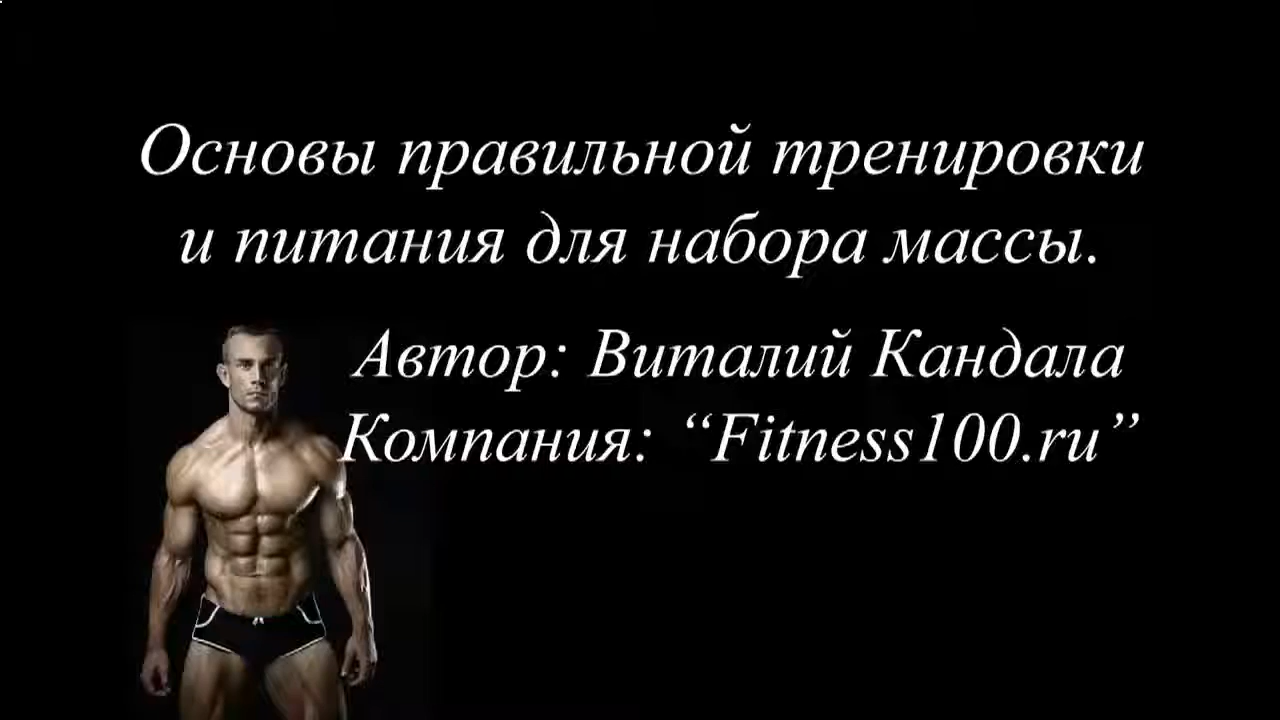 Основы правильной тренировки
и питания для набора массы.
Автор: Виталий Кандала
Компания: “Fitness100.ru”